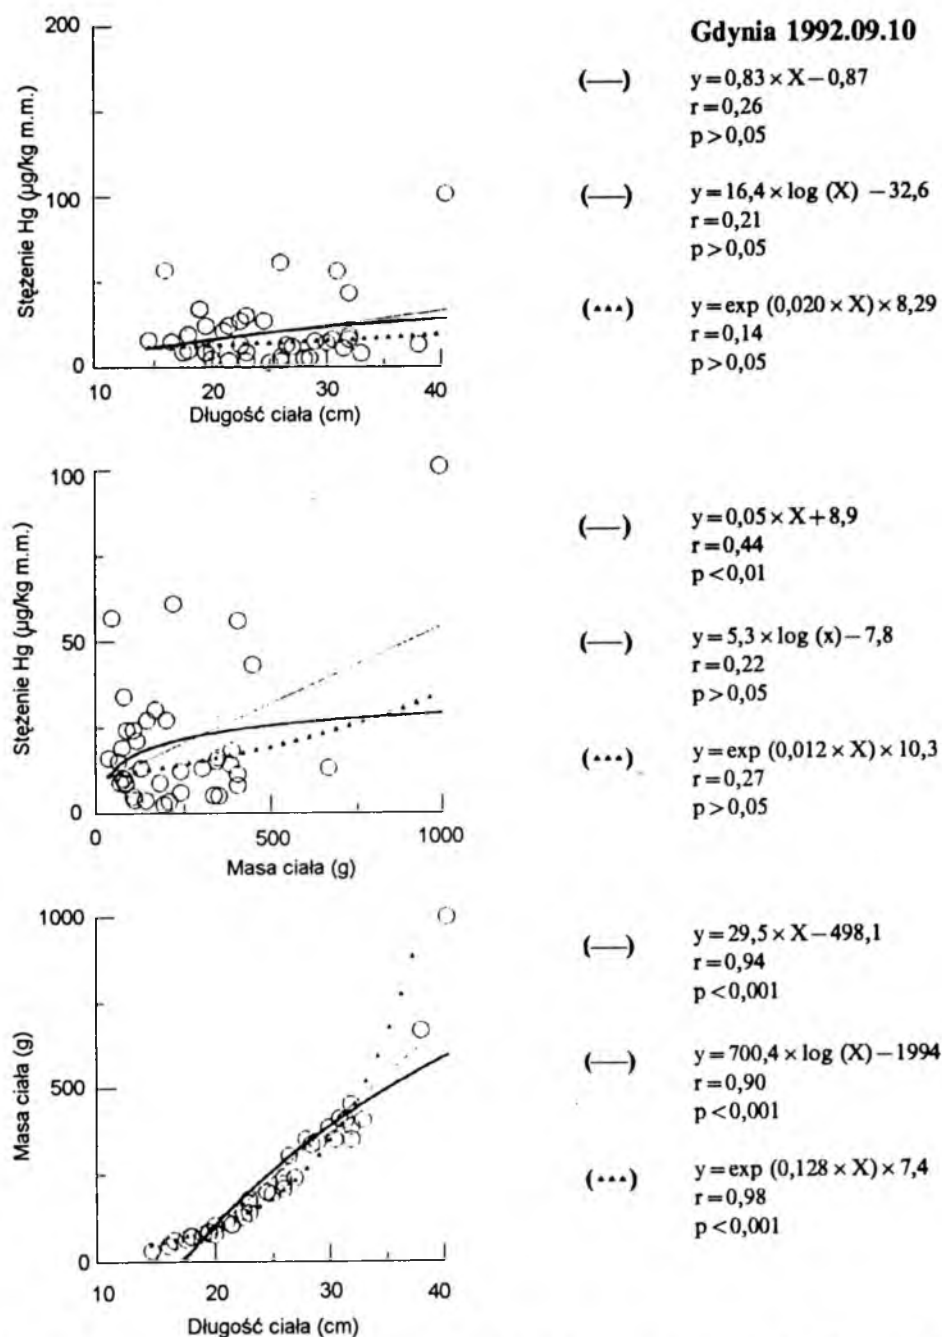 Gdynia 1992.09.10
200
100
0
Stężenie Hg (µg/kg m.m.)
10 20 30 40
Długość ciała (cm)
(—) y=0,83×X−0,87
r=0,26
p>0,05
(—) y=16,4×log (X) −32,6
r=0,21
p>0,05
(▴▴▴) y=exp (0,020×X)×8,29
r=0,14
p>0,05
100
50
0
Stężenie Hg (µg/kg m.m.)
0 500 1000
Masa ciała (g)
(—) y=0,05×X+8,9
r=0,44
p<0,01
(—) y=5,3×log (x)−7,8
r=0,22
p>0,05
(▴▴▴) y=exp (0,012×X)×10,3
r=0,27
p>0,05
1000
500
0
Masa ciała (g)
10 20 30 40
Długość ciała (cm)
(—) y=29,5×X−498,1
r=0,94
p<0,001
(—) y=700,4×log (X)−1994
r=0,90
p<0,001
(▴▴▴) y=exp (0,128×X)×7,4
r=0,98
p<0,001